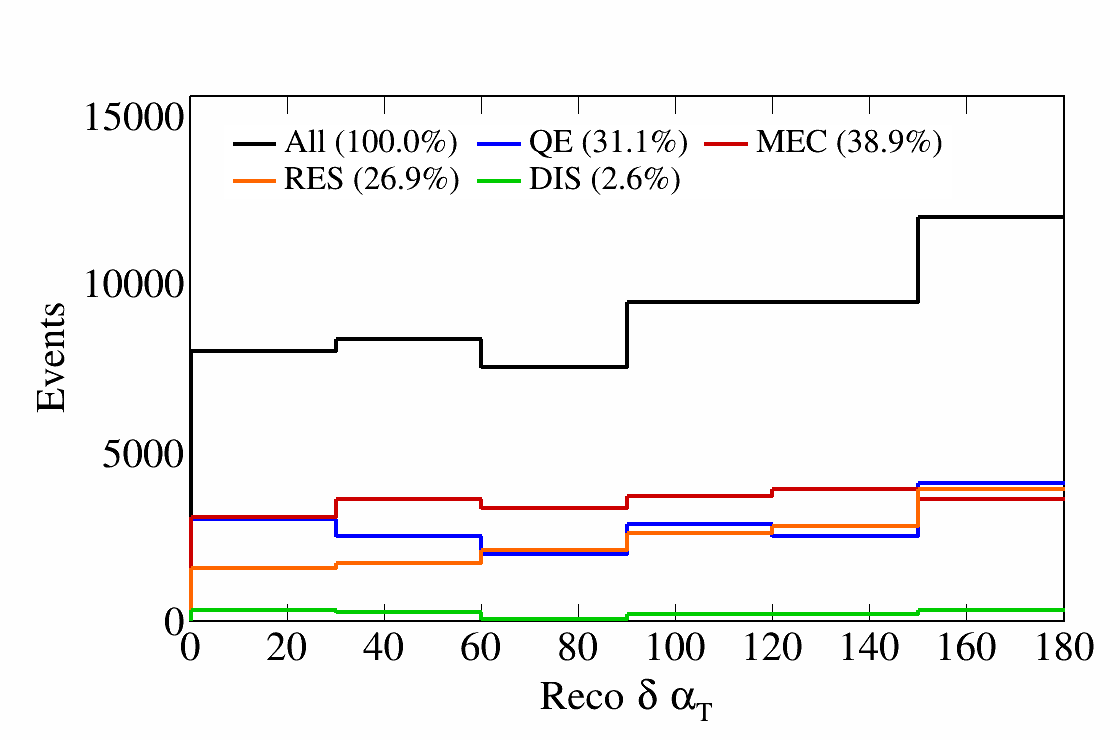 15000
All (100.0%) QE (31.1%) MEC (38.9%)
RES (26.9%) DIS (2.6%)
10000
Events
5000
0
0 20 40 60 80 100 120 140 160 180
Reco δ α_T